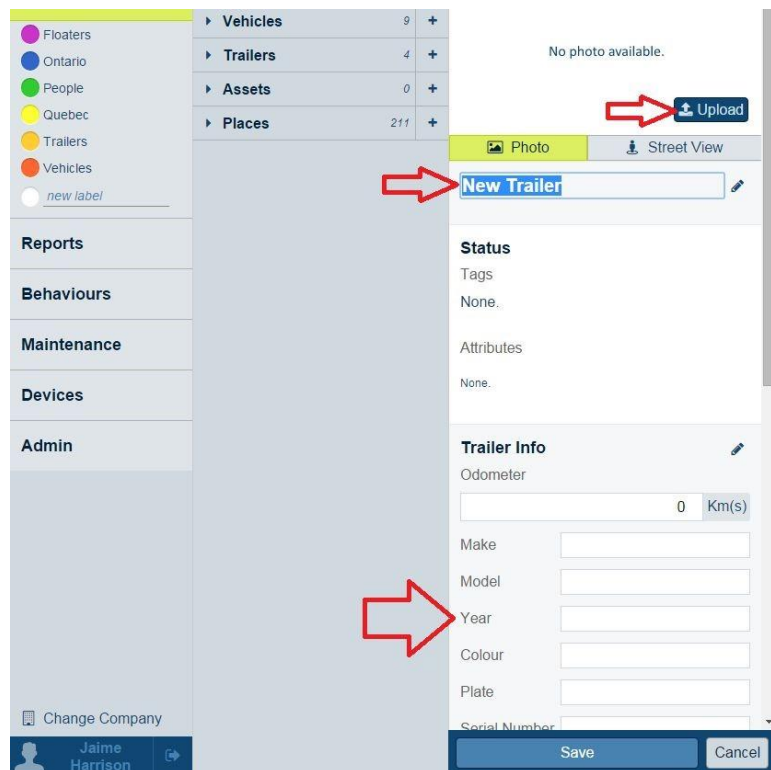 Floaters
Ontario
People
Quebec
Trailers
Vehicles
new label
Reports
Behaviours
Maintenance
Devices
Admin
Change Company
Jaime
Harrison
Vehicles 9 +
Trailers 4 +
Assets 0 +
Places 211 +
No photo available.
Upload
Photo Street View
New Trailer
Status
Tags
None.
Attributes
None.
Trailer Info
Odometer
0 Km(s)
Make
Model
Year
Colour
Plate
Serial Number
Save Cancel